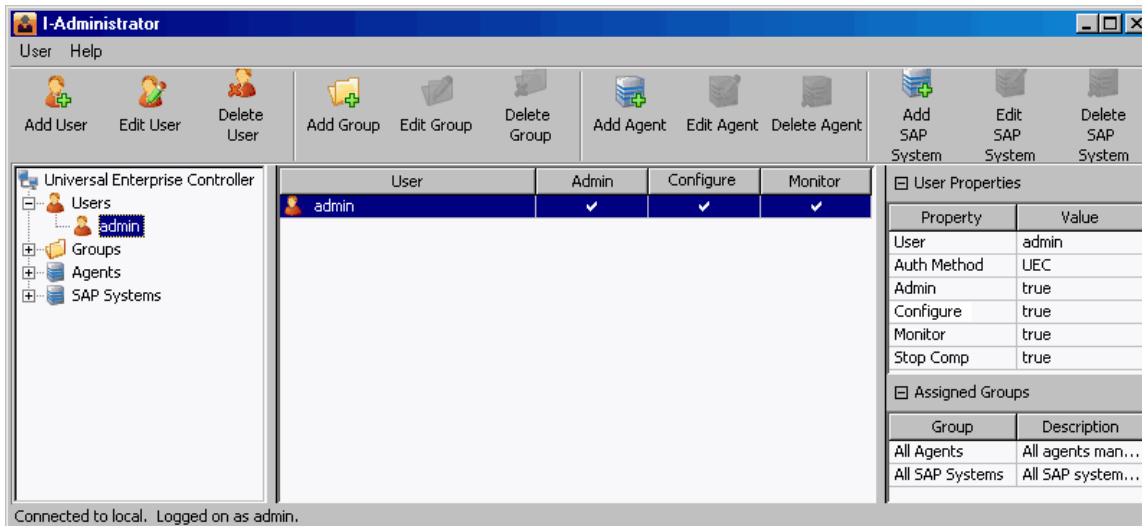 I-Administrator
User Help
Add User Edit User Delete User Add Group Edit Group Delete Group Add Agent Edit Agent Delete Agent Add SAP System Edit SAP System Delete SAP System
Universal Enterprise Controller
Users
admin
Groups
Agents
SAP Systems
User Admin Configure Monitor
admin
User Properties
Property Value
User admin
Auth Method UEC
Admin true
Configure true
Monitor true
Stop Comp true
Assigned Groups
Group Description
All Agents All agents man...
All SAP Systems All SAP system...
Connected to local. Logged on as admin.